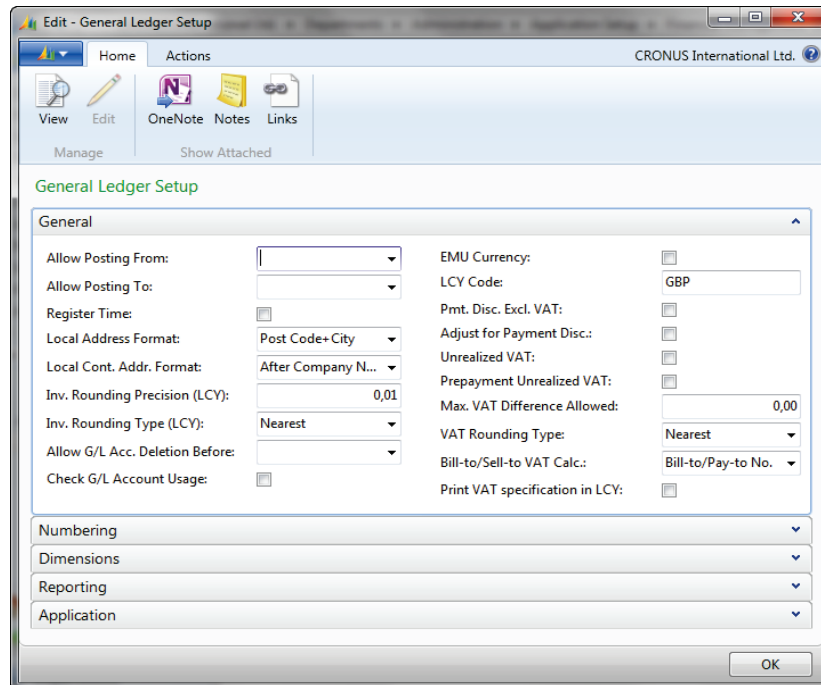 Edit - General Ledger Setup
Home Actions CRONUS International Ltd.
View Edit OneNote Notes Links
Manage Show Attached
General Ledger Setup
General
Allow Posting From:
Allow Posting To:
Register Time:
Local Address Format: Post Code+City
Local Cont. Addr. Format: After Company N...
Inv. Rounding Precision (LCY): 0,01
Inv. Rounding Type (LCY): Nearest
Allow G/L Acc. Deletion Before:
Check G/L Account Usage:
EMU Currency:
LCY Code: GBP
Pmt. Disc. Excl. VAT:
Adjust for Payment Disc.:
Unrealized VAT:
Prepayment Unrealized VAT:
Max. VAT Difference Allowed: 0,00
VAT Rounding Type: Nearest
Bill-to/Sell-to VAT Calc.: Bill-to/Pay-to No.
Print VAT specification in LCY:
Numbering
Dimensions
Reporting
Application
OK